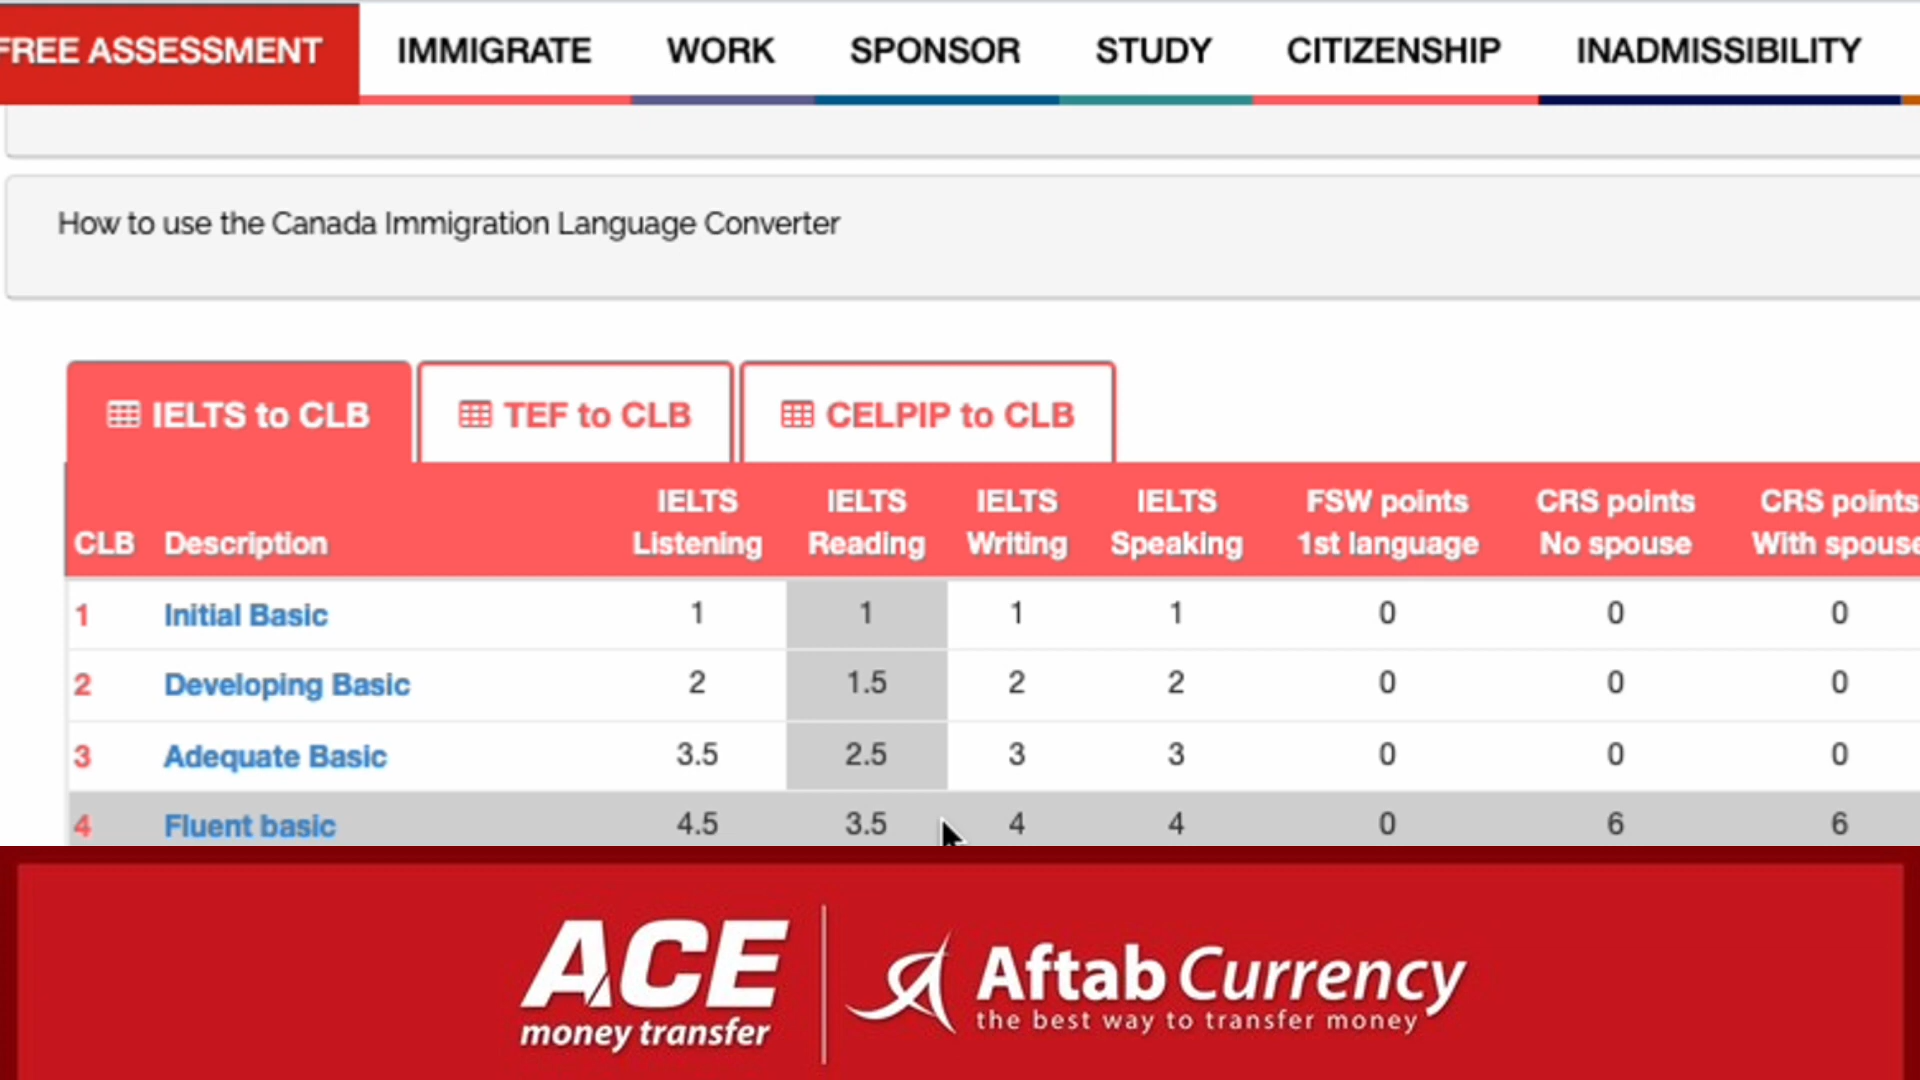 FREE ASSESSMENT IMMIGRATE WORK SPONSOR STUDY CITIZENSHIP INADMISSIBILITY
How to use the Canada Immigration Language Converter
IELTS to CLB TEF to CLB CELPIP to CLB
IELTS IELTS IELTS IELTS FSW points CRS points CRS points
CLB Description Listening Reading Writing Speaking 1st language No spouse With spouse
1 Initial Basic 1 1 1 1 0 0 0
2 Developing Basic 2 1.5 2 2 0 0 0
3 Adequate Basic 3.5 2.5 3 3 0 0 0
4 Fluent basic 4.5 3.5 4 4 0 6 6
ACE
money transfer
Aftab Currency
the best way to transfer money